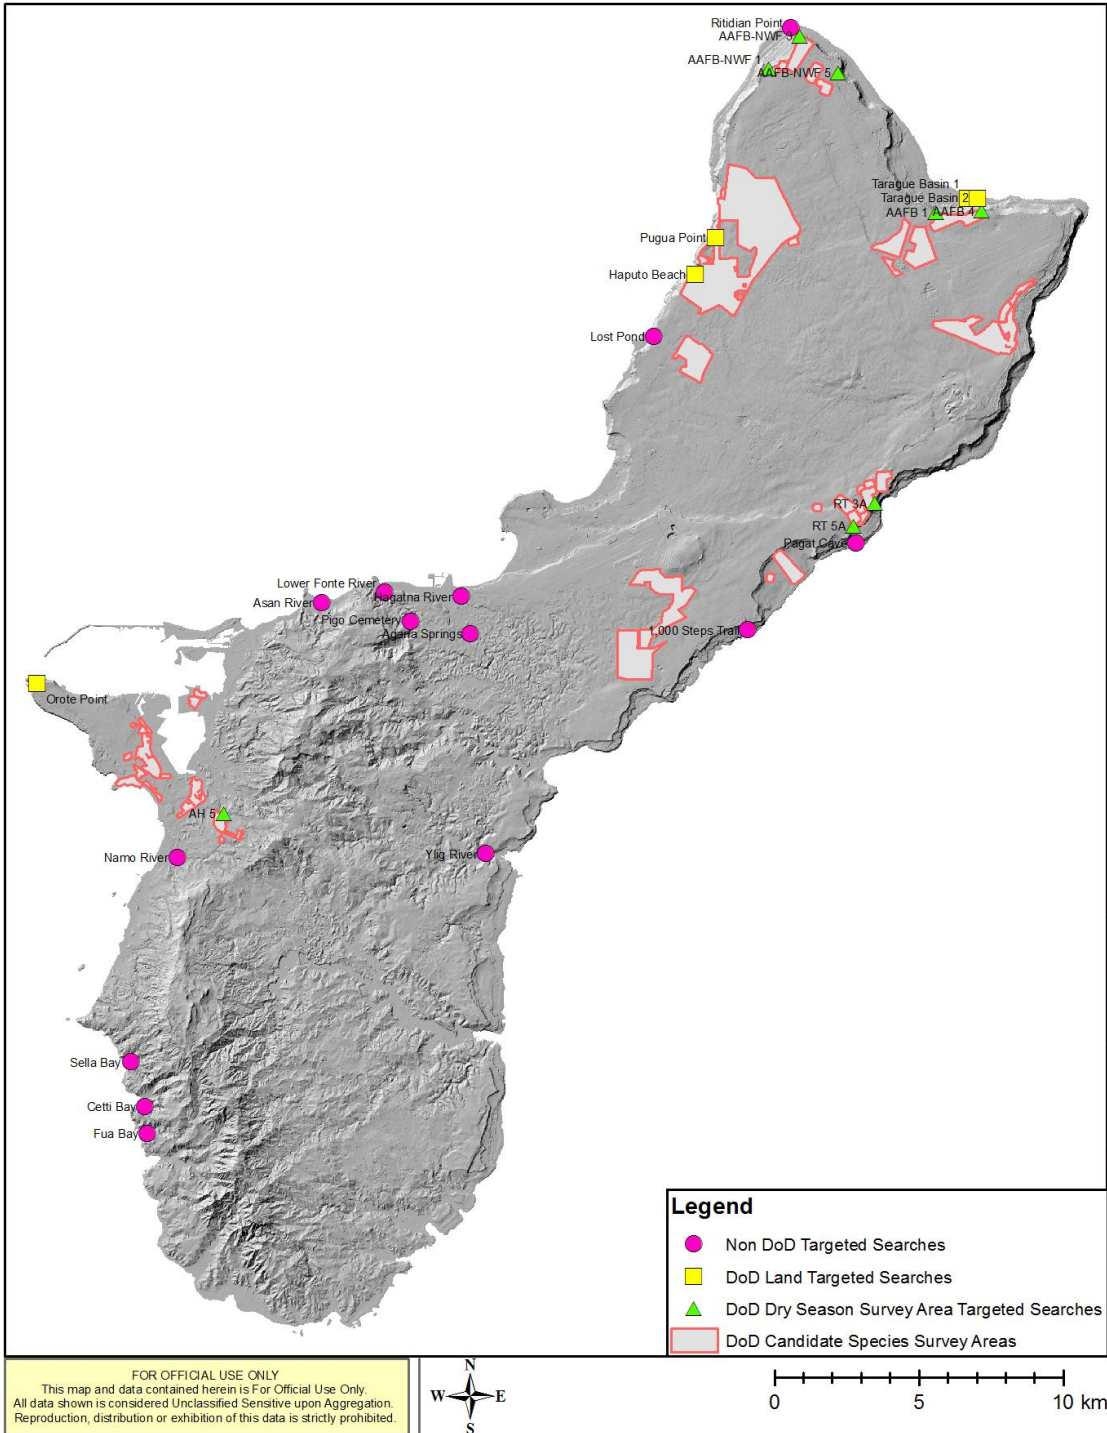 Ritidian Point
AAFB-NWF 3
AAFB-NWF 1
AAFB-NWF 5
Tarague Basin 1
Tarague Basin 2
AAFB 1
AAFB 4
Pugua Point
Haputo Beach
Lost Pond
RT 3A
RT 5A
Pagat Cave
Lower Fonte River
Hagatna River
Asan River
Pigo Cemetery
Agana Springs
1,000 Steps Trail
Orote Point
AH 5
Namo River
Ylig River
Sella Bay
Cetti Bay
Fua Bay
Legend
Non DoD Targeted Searches
DoD Land Targeted Searches
DoD Dry Season Survey Area Targeted Searches
DoD Candidate Species Survey Areas
FOR OFFICIAL USE ONLY
This map and data contained herein is For Official Use Only.
All data shown is considered Unclassified Sensitive upon Aggregation.
Reproduction, distribution or exhibition of this data is strictly prohibited.
N
W E
S
0 5 10 km